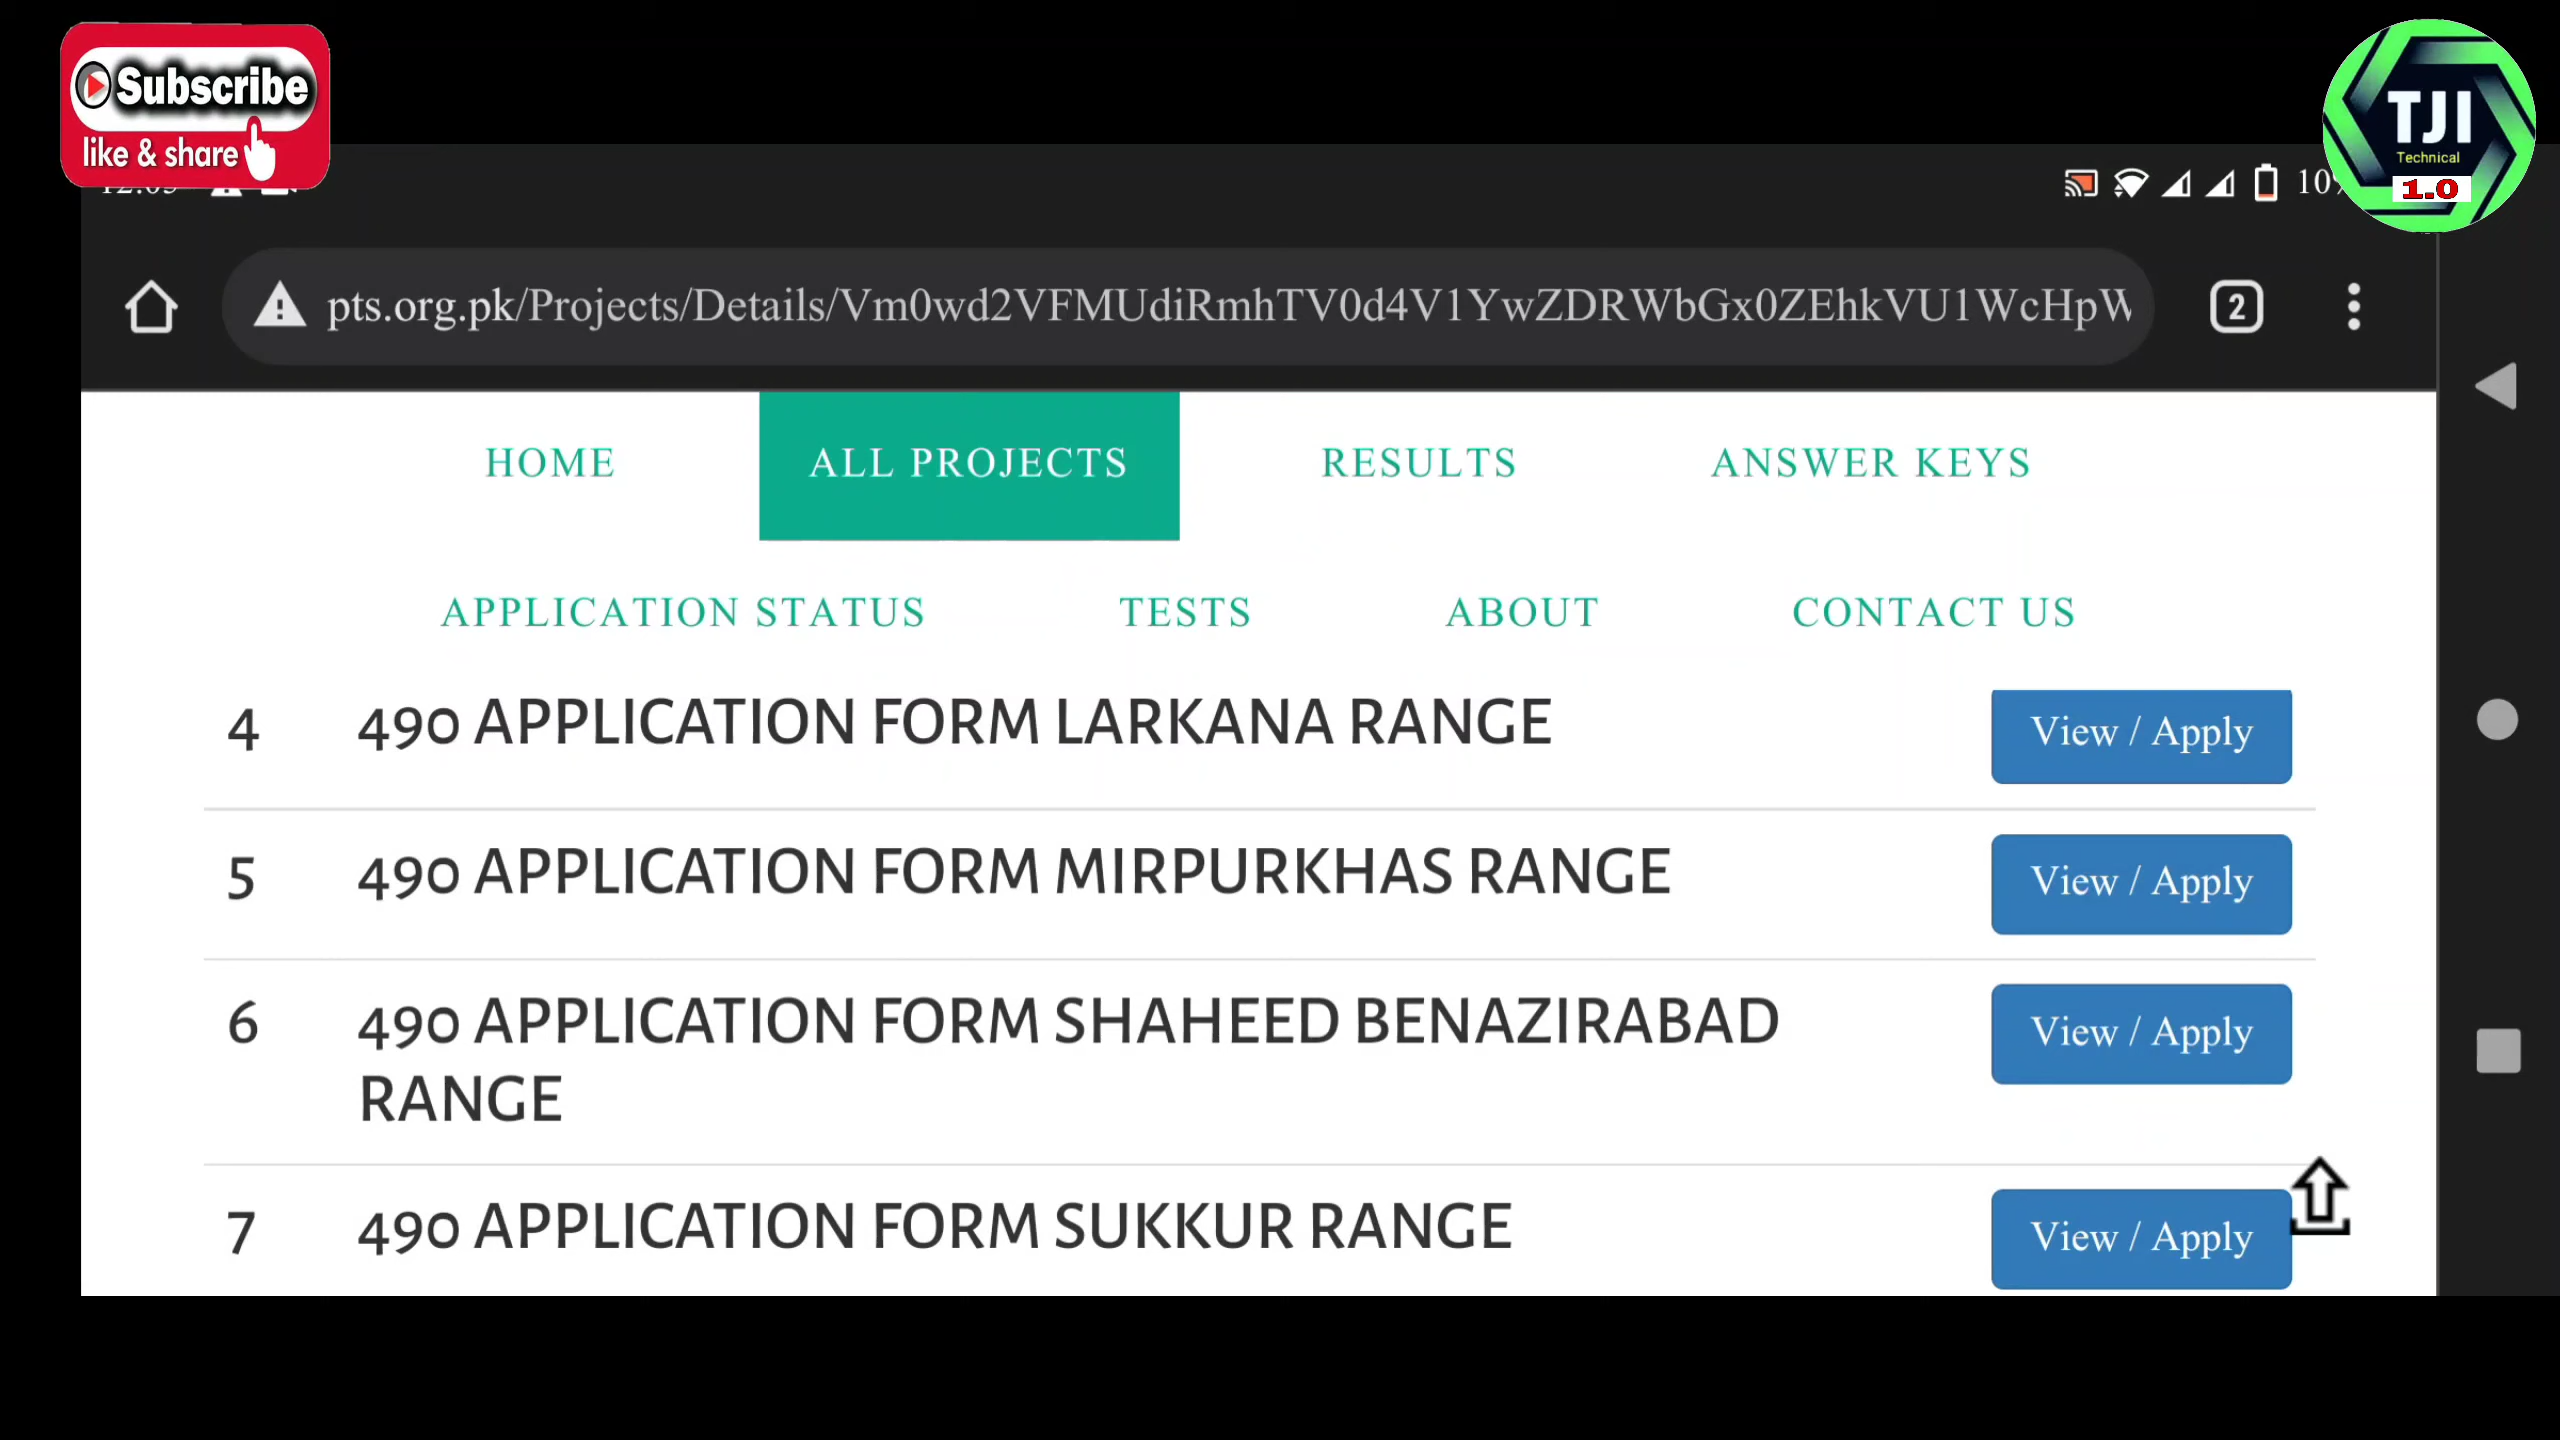 Subscribe
like & share
TJI
Technical
1.0
pts.org.pk/Projects/Details/Vm0wd2VFMUdiRmhTV0d4V1YwZDRWbGx0ZEhkVU1WcHpW
2
HOME
ALL PROJECTS
RESULTS
ANSWER KEYS
APPLICATION STATUS
TESTS
ABOUT
CONTACT US
4 490 APPLICATION FORM LARKANA RANGE View / Apply
5 490 APPLICATION FORM MIRPURKHAS RANGE View / Apply
6 490 APPLICATION FORM SHAHEED BENAZIRABAD View / Apply
RANGE
7 490 APPLICATION FORM SUKKUR RANGE View / Apply